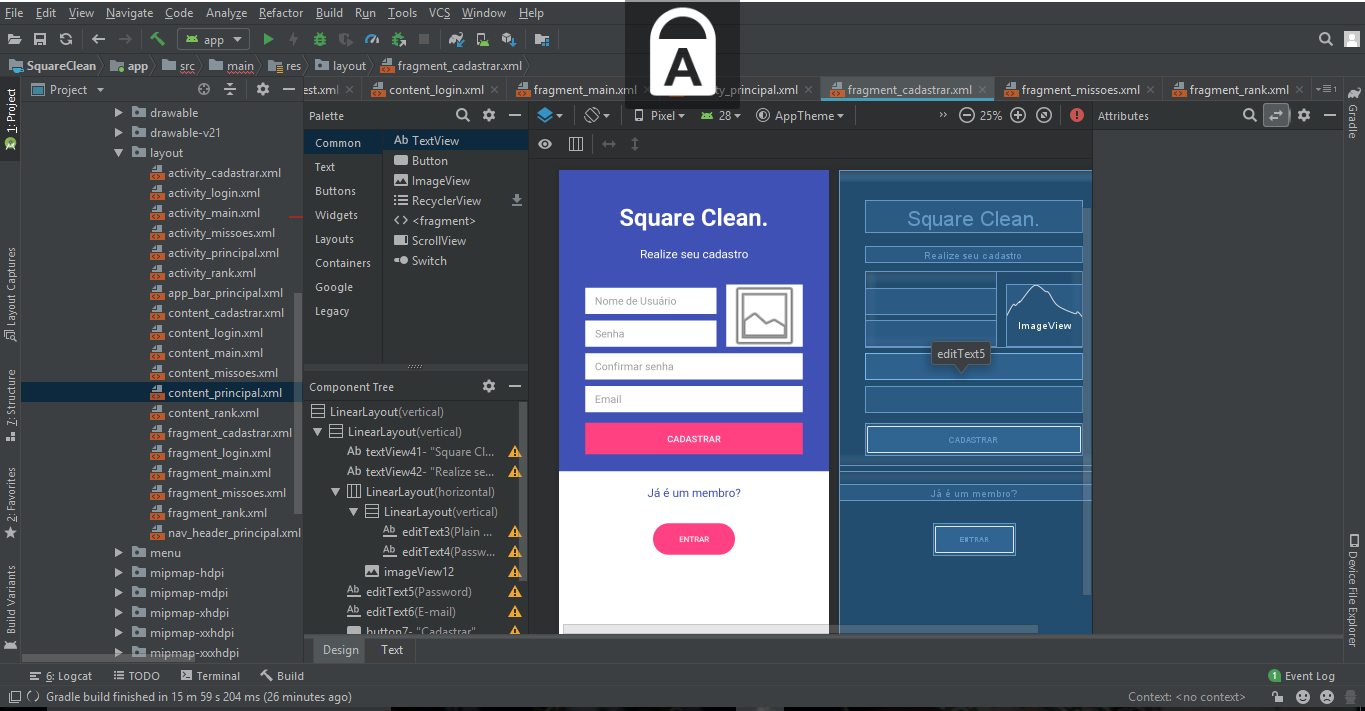 File Edit View Navigate Code Analyze Refactor Build Run Tools VCS Window Help
app
A
SquareClean app src main res layout fragment_cadastrar.xml
Project
est.xml content_login.xml fragment_main.xml y_principal.xml fragment_cadastrar.xml fragment_missoes.xml fragment_rank.xml 1
1: Project
Layout Captures
7: Structure
2: Favorites
Build Variants
drawable
drawable-v21
layout
activity_cadastrar.xml
activity_login.xml
activity_main.xml
activity_missoes.xml
activity_principal.xml
activity_rank.xml
app_bar_principal.xml
content_cadastrar.xml
content_login.xml
content_main.xml
content_missoes.xml
content_principal.xml
content_rank.xml
fragment_cadastrar.xml
fragment_login.xml
fragment_main.xml
fragment_missoes.xml
fragment_rank.xml
nav_header_principal.xml
menu
mipmap-hdpi
mipmap-mdpi
mipmap-xhdpi
mipmap-xxhdpi
mipmap-xxxhdpi
Palette
Common
Text
Buttons
Widgets
Layouts
Containers
Google
Legacy
Ab TextView
Button
ImageView
RecyclerView
<> <fragment>
ScrollView
Switch
Component Tree
LinearLayout(vertical)
LinearLayout(vertical)
Ab textView41- "Square Cl...
Ab textView42- "Realize se...
LinearLayout(horizontal)
LinearLayout(vertical)
Ab editText3(Plain ...
Ab editText4(Passw...
imageView12
Ab editText5(Password)
Ab editText6(E-mail)
button7- "Cadastrar"
Pixel 28 AppTheme » 25%
Square Clean.
Realize seu cadastro
Nome de Usuário
Senha
Confirmar senha
Email
CADASTRAR
Já é um membro?
ENTRAR
Square Clean.
Realize seu cadastro
ImageView
editText5
CADASTRAR
Já é um membro?
ENTRAR
Attributes
Gradle
Device File Explorer
Design Text
6: Logcat TODO Terminal Build 1 Event Log
Gradle build finished in 15 m 59 s 204 ms (26 minutes ago) Context: <no context>